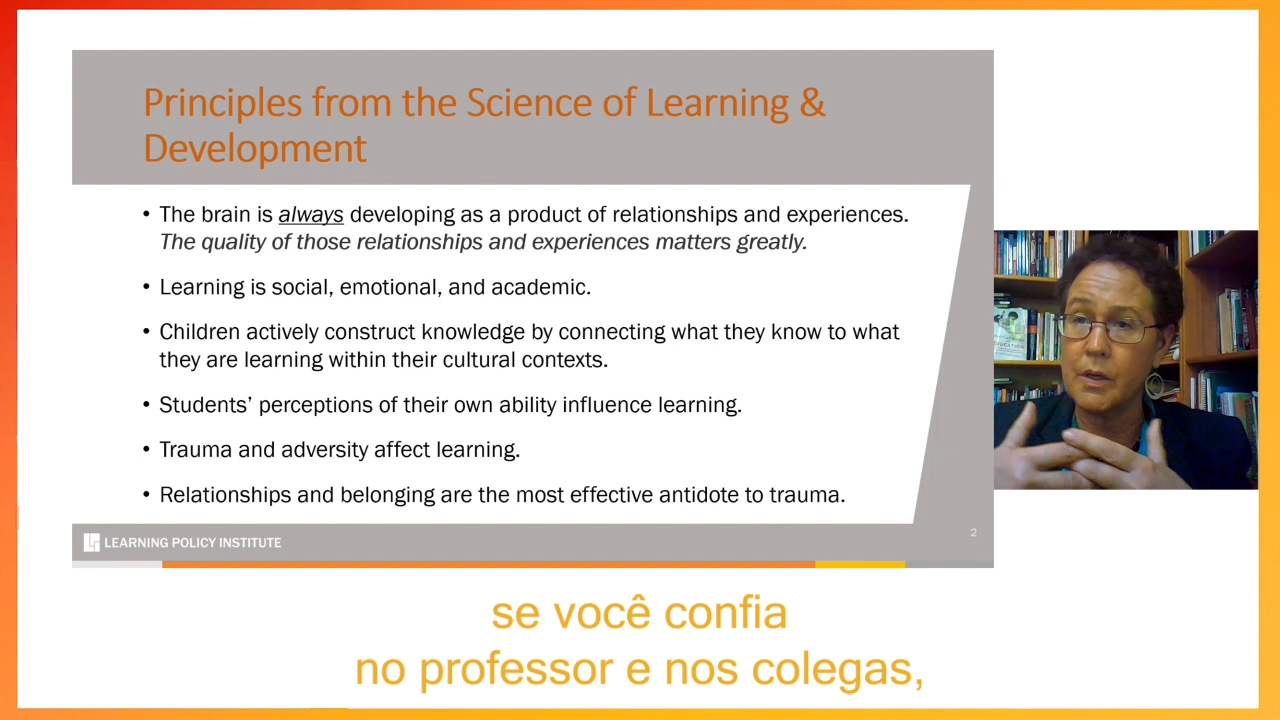 Principles from the Science of Learning &
Development
• The brain is always developing as a product of relationships and experiences.
The quality of those relationships and experiences matters greatly.
• Learning is social, emotional, and academic.
• Children actively construct knowledge by connecting what they know to what
they are learning within their cultural contexts.
• Students’ perceptions of their own ability influence learning.
• Trauma and adversity affect learning.
• Relationships and belonging are the most effective antidote to trauma.
LEARNING POLICY INSTITUTE
2
se você confia
no professor e nos colegas,